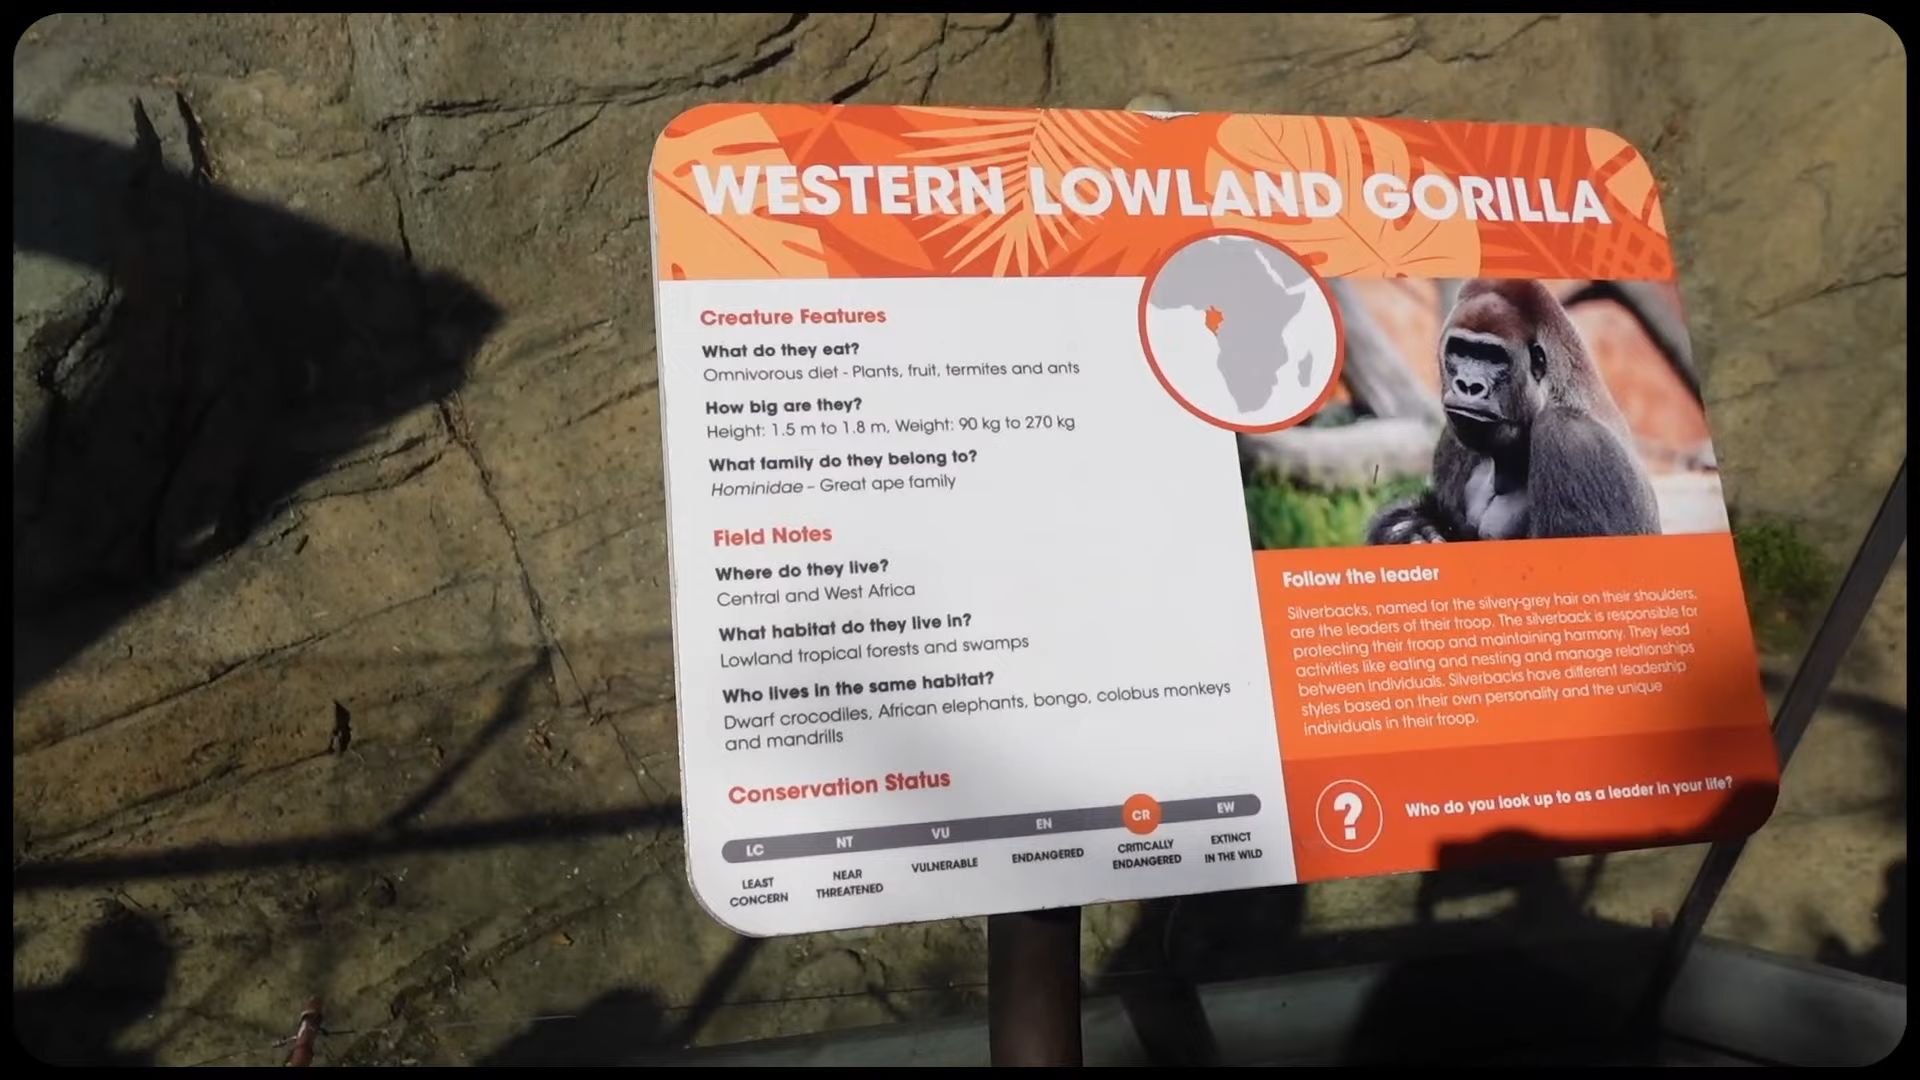 WESTERN LOWLAND GORILLA
Creature Features
What do they eat?
Omnivorous diet - Plants, fruit, termites and ants
How big are they?
Height: 1.5 m to 1.8 m, Weight: 90 kg to 270 kg
What family do they belong to?
Hominidae – Great ape family
Field Notes
Where do they live?
Central and West Africa
What habitat do they live in?
Lowland tropical forests and swamps
Who lives in the same habitat?
Dwarf crocodiles, African elephants, bongo, colobus monkeys
and mandrills
Conservation Status
LC
NT
VU
EN
CR
EW
LEAST
CONCERN
NEAR
THREATENED
VULNERABLE
ENDANGERED
CRITICALLY
ENDANGERED
EXTINCT
IN THE WILD
Follow the leader
Silverbacks, named for the silvery-grey hair on their shoulders,
are the leaders of their troop. The silverback is responsible for
protecting their troop and maintaining harmony. They lead
activities like eating and nesting and manage relationships
between individuals. Silverbacks have different leadership
styles based on their own personality and the unique
individuals in their troop.
?
Who do you look up to as a leader in your life?